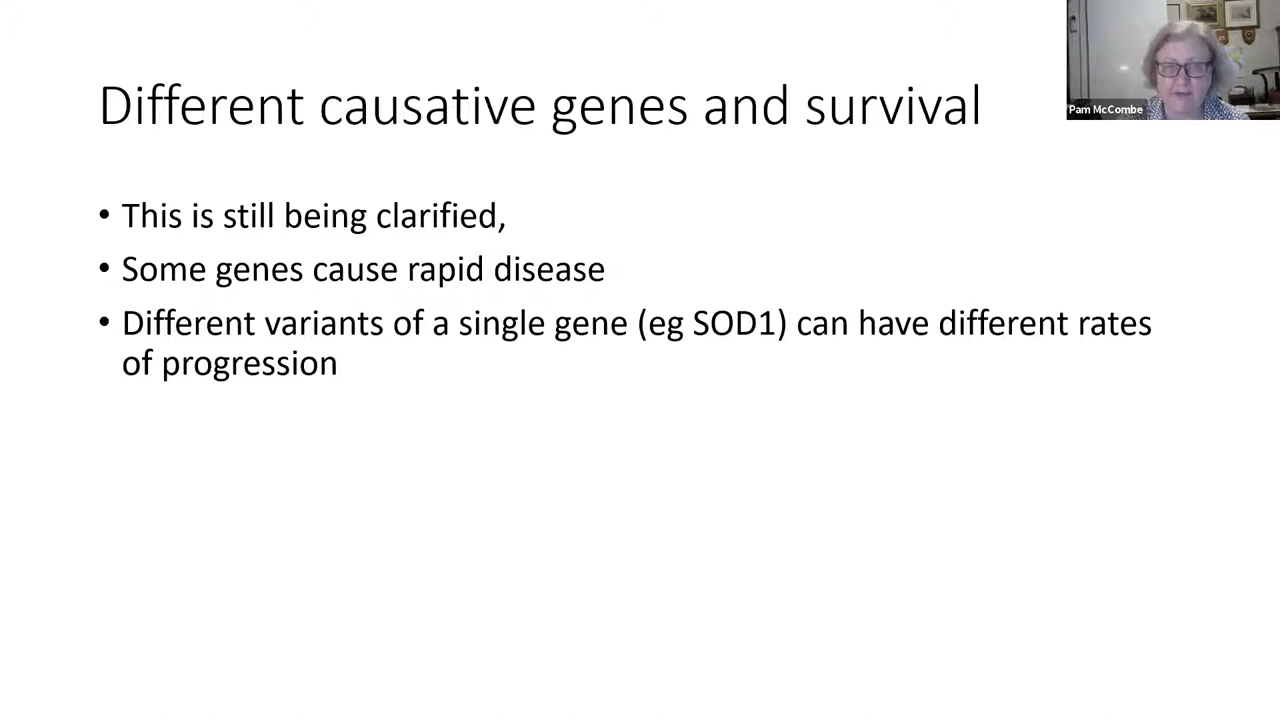 Different causative genes and survival
Pam McCombe
• This is still being clarified,
• Some genes cause rapid disease
• Different variants of a single gene (eg SOD1) can have different rates
of progression